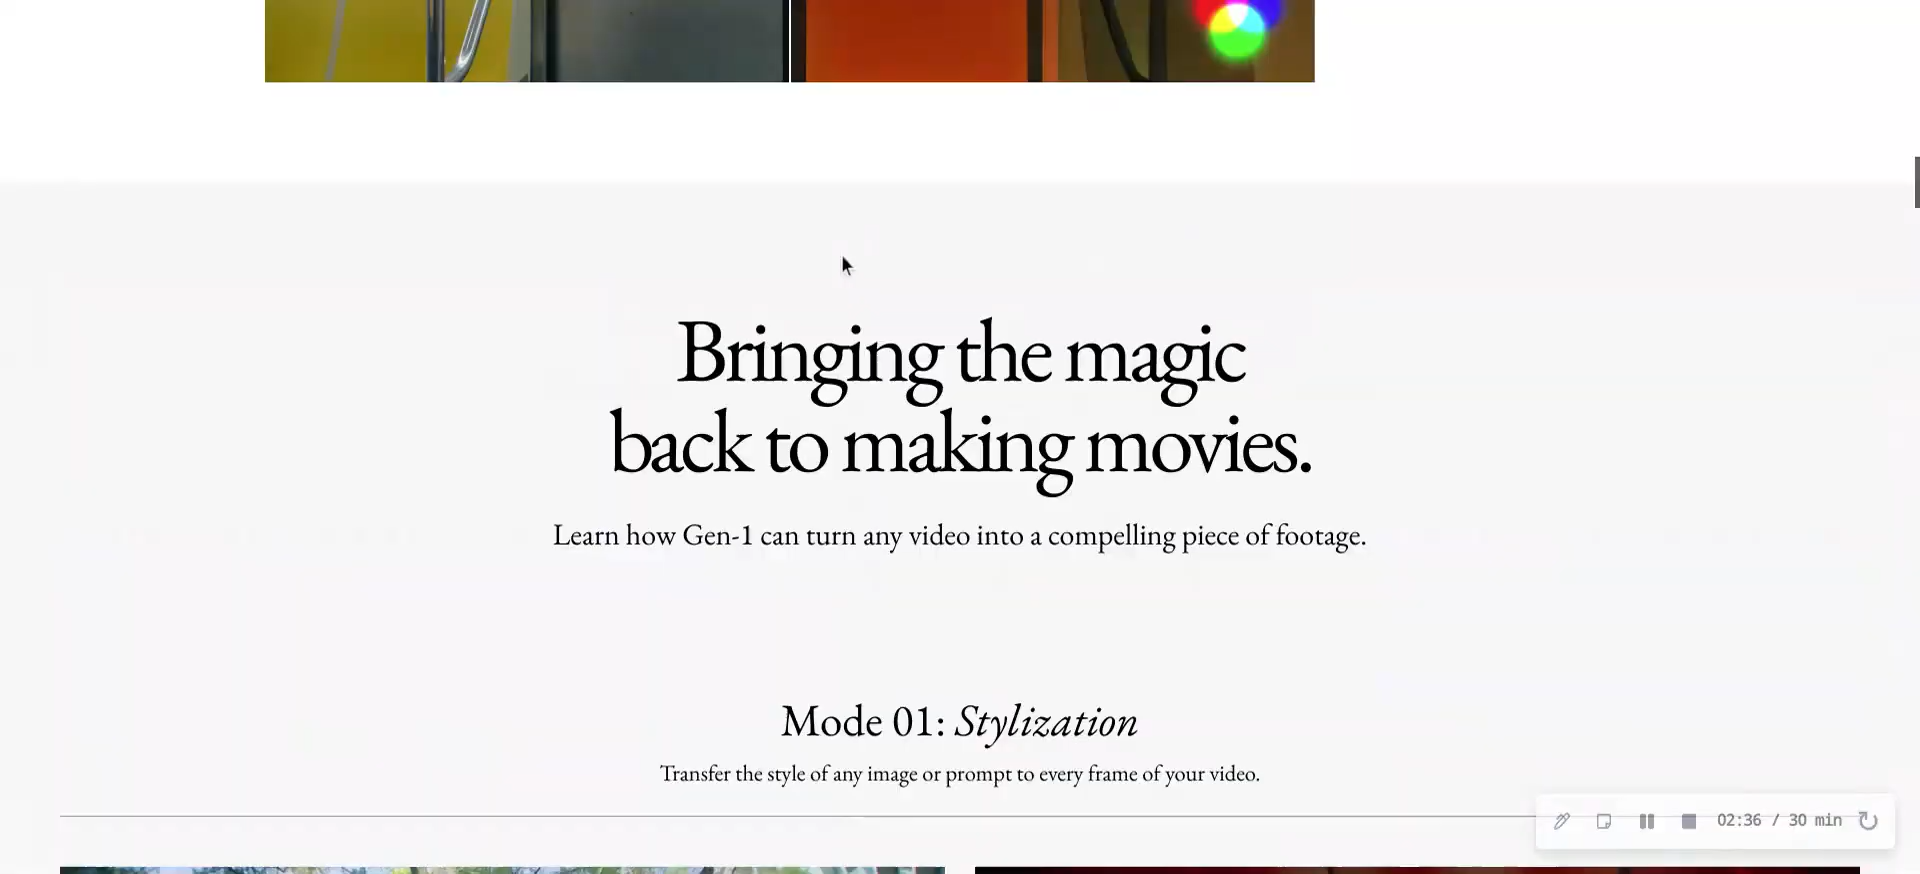 Bringing the magic
back to making movies.
Learn how Gen-1 can turn any video into a compelling piece of footage.
Mode 01: Stylization
Transfer the style of any image or prompt to every frame of your video.
02:36 / 30 min